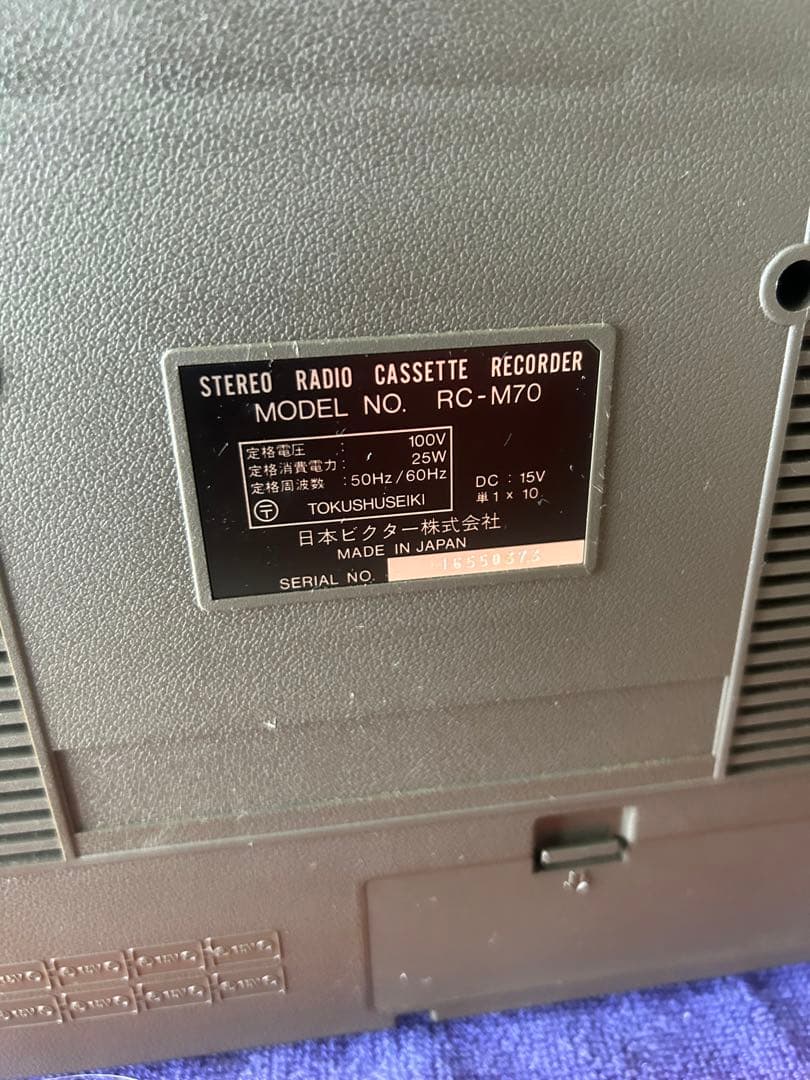 STEREO RADIO CASSETTE RECORDER
MODEL NO. RC-M70
定格電圧 : 100V
定格消費電力 : 25W
定格周波数 : 50Hz/60Hz
〒 TOKUSHUSEIKI
DC : 15V
単1 x 10
日本ビクター株式会社
MADE IN JAPAN
SERIAL NO. 16550373